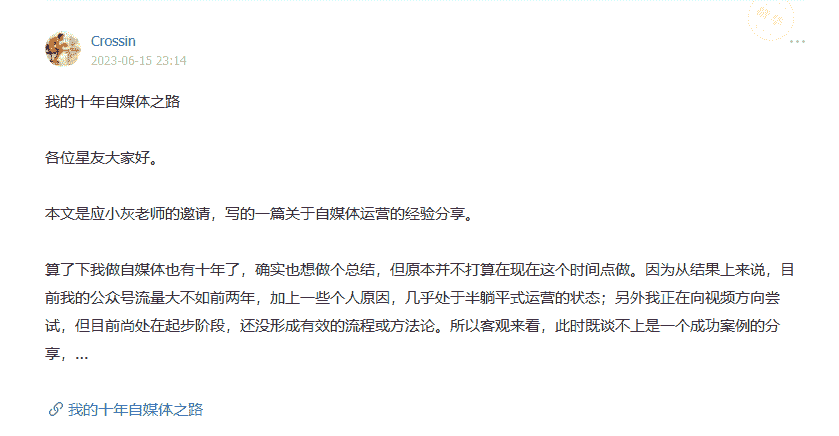 Crossin
2023-06-15 23:14
我的十年自媒体之路
各位星友大家好。
本文是应小灰老师的邀请，写的一篇关于自媒体运营的经验分享。
算了下我做自媒体也有十年了，确实也想做个总结，但原本并不打算在现在这个时间点做。因为从结果上来说，目
前我的公众号流量大不如前两年，加上一些个人原因，几乎处于半躺平式运营的状态；另外我正在向视频方向尝
试，但目前尚处在起步阶段，还没形成有效的流程或方法论。所以客观来看，此时既谈不上是一个成功案例的分
享，...
我的十年自媒体之路